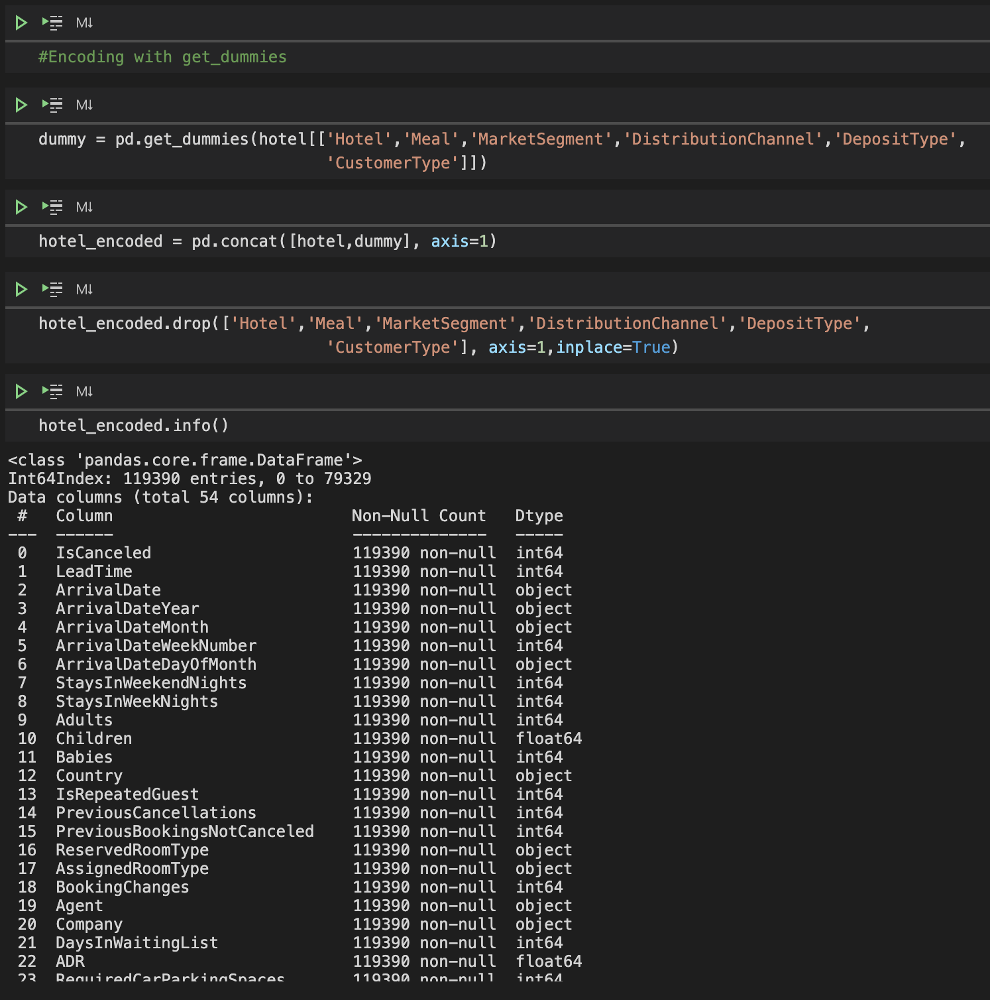 M↓
#Encoding with get_dummies
M↓
dummy = pd.get_dummies(hotel[['Hotel','Meal','MarketSegment','DistributionChannel','DepositType',
'CustomerType']])
M↓
hotel_encoded = pd.concat([hotel,dummy], axis=1)
M↓
hotel_encoded.drop(['Hotel','Meal','MarketSegment','DistributionChannel','DepositType',
'CustomerType'], axis=1,inplace=True)
M↓
hotel_encoded.info()
<class 'pandas.core.frame.DataFrame'>
Int64Index: 119390 entries, 0 to 79329
Data columns (total 54 columns):
# Column Non-Null Count Dtype
--- ------ -------------- -----
0 IsCanceled 119390 non-null int64
1 LeadTime 119390 non-null int64
2 ArrivalDate 119390 non-null object
3 ArrivalDateYear 119390 non-null object
4 ArrivalDateMonth 119390 non-null object
5 ArrivalDateWeekNumber 119390 non-null int64
6 ArrivalDateDayOfMonth 119390 non-null object
7 StaysInWeekendNights 119390 non-null int64
8 StaysInWeekNights 119390 non-null int64
9 Adults 119390 non-null int64
10 Children 119390 non-null float64
11 Babies 119390 non-null int64
12 Country 119390 non-null object
13 IsRepeatedGuest 119390 non-null int64
14 PreviousCancellations 119390 non-null int64
15 PreviousBookingsNotCanceled 119390 non-null int64
16 ReservedRoomType 119390 non-null object
17 AssignedRoomType 119390 non-null object
18 BookingChanges 119390 non-null int64
19 Agent 119390 non-null object
20 Company 119390 non-null object
21 DaysInWaitingList 119390 non-null int64
22 ADR 119390 non-null float64
23 RequiredCarParkingSpaces 119390 non-null int64